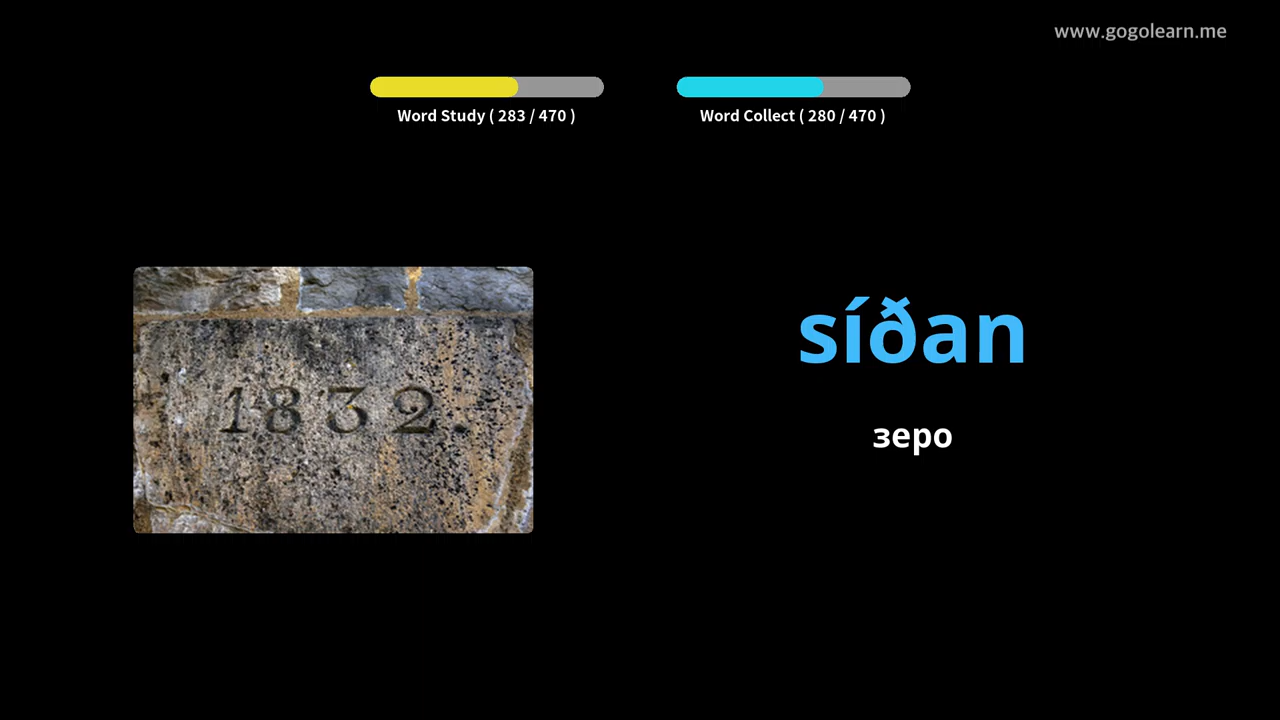 www.gogolearn.me
Word Study ( 283 / 470 )
Word Collect ( 280 / 470 )
1832.
síðan
зеро